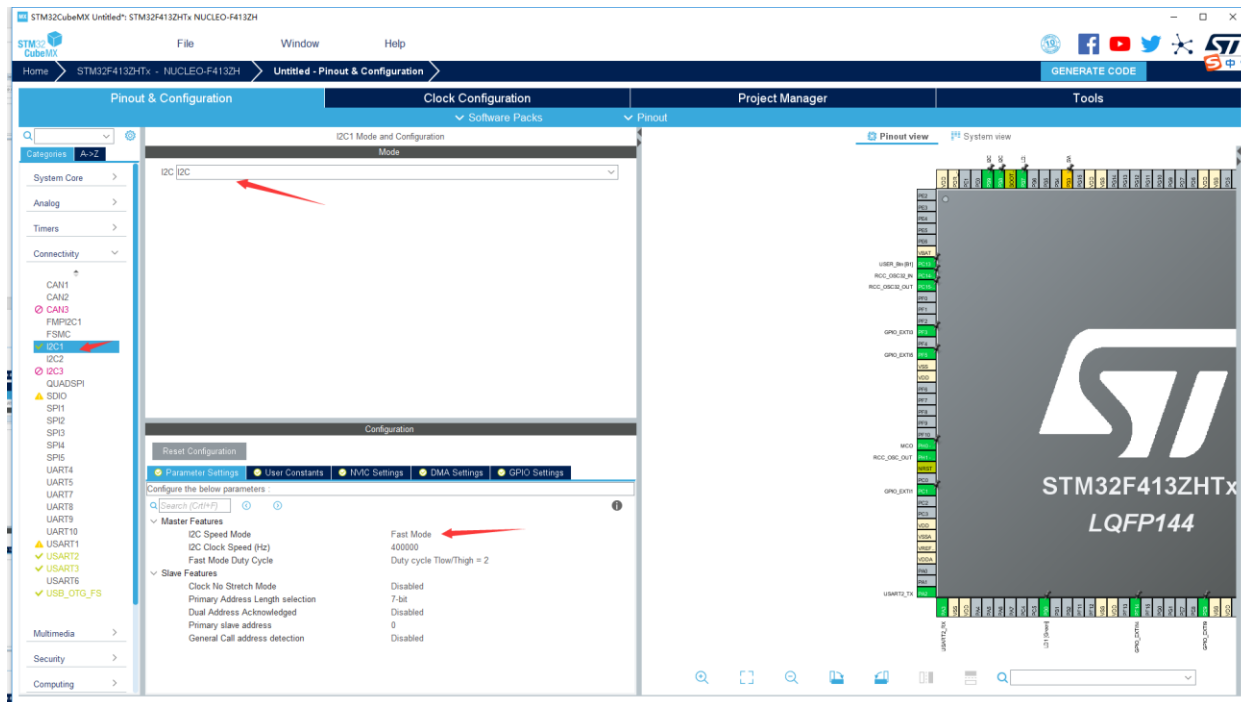 STM32CubeMX Untitled*: STM32F413ZHTx NUCLEO-F413ZH
STM32
CubeMX
File
Window
Help
Home
STM32F413ZHTx - NUCLEO-F413ZH
Untitled - Pinout & Configuration
GENERATE CODE
中
Pinout & Configuration
Clock Configuration
Project Manager
Tools
Software Packs
Pinout
Categories
A->Z
System Core
Analog
Timers
Connectivity
CAN1
CAN2
CAN3
FMPI2C1
FSMC
I2C1
I2C2
I2C3
QUADSPI
SDIO
SPI1
SPI2
SPI3
SPI4
SPI5
UART4
UART5
UART7
UART8
UART9
UART10
USART1
USART2
USART3
USART6
USB_OTG_FS
Multimedia
Security
Computing
I2C1 Mode and Configuration
Mode
I2C I2C
Configuration
Reset Configuration
Parameter Settings
User Constants
NVIC Settings
DMA Settings
GPIO Settings
Configure the below parameters :
Search (Crtl+F)
Master Features
I2C Speed Mode Fast Mode
I2C Clock Speed (Hz) 400000
Fast Mode Duty Cycle Duty cycle Tlow/Thigh = 2
Slave Features
Clock No Stretch Mode Disabled
Primary Address Length selection 7-bit
Dual Address Acknowledged Disabled
Primary slave address 0
General Call address detection Disabled
Pinout view
System view
USER_Btn [B1]
RCC_OSC32_IN
RCC_OSC32_OUT
MCO
RCC_OSC_OUT
USART2_TX
USART2_RX
LD1 [Green]
STM32F413ZHTx
LQFP144